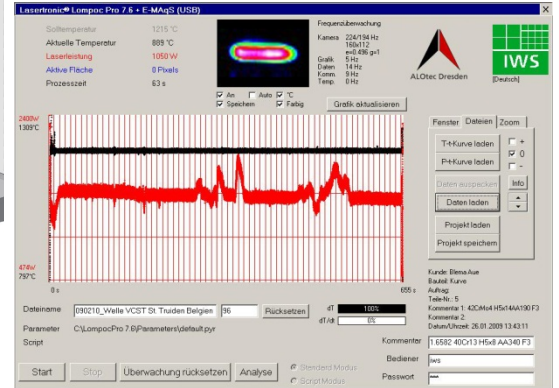 Lasertronic® Lompoc Pro 7.6 + E-MAqS (USB)
Solltemperatur 1215 °C
Aktuelle Temperatur 889 °C
Laserleistung 1050 W
Aktive Fläche 0 Pixels
Prozesszeit 63 s
An Auto °C
Speichern Farbig
Frequenzüberwachung
Kamera 224/194 Hz
160x112
e=0.496 g=1
Grafik 5 Hz
Daten 14 Hz
Komm. 9 Hz
Temp. 0 Hz
Grafik aktualisieren
ALOtec Dresden
IWS
[Deutsch]
2400W
1309°C
474W
797°C
0 s 655 s
Fenster Dateien Zoom
T-t-Kurve laden +
P-t-Kurve laden 0
-
Daten auspacken Info
Daten laden
Projekt laden
Projekt speichern
Kunde: Blema Aue
Bauteil: Kurve
Auftrag:
Teile-Nr.: 5
Kommentar 1: 42CrMo4 H5x14AA190 F3
Kommentar 2:
Datum/Uhrzeit: 26.01.2009 13:43:11
Dateiname 090210_Welle VCST St. Truiden Belgien 96 Rücksetzen
dT 100%
dT/dt 0%
Parameter C:\LompocPro 7.6\Parameters\default.pyr
Script
Kommentar 1.6582 40Cr13 H5x8 AA340 F3
Bediener iws
Passwort ****
Start Stop Überwachung rücksetzen Analyse
Standard Modus
Script Modus